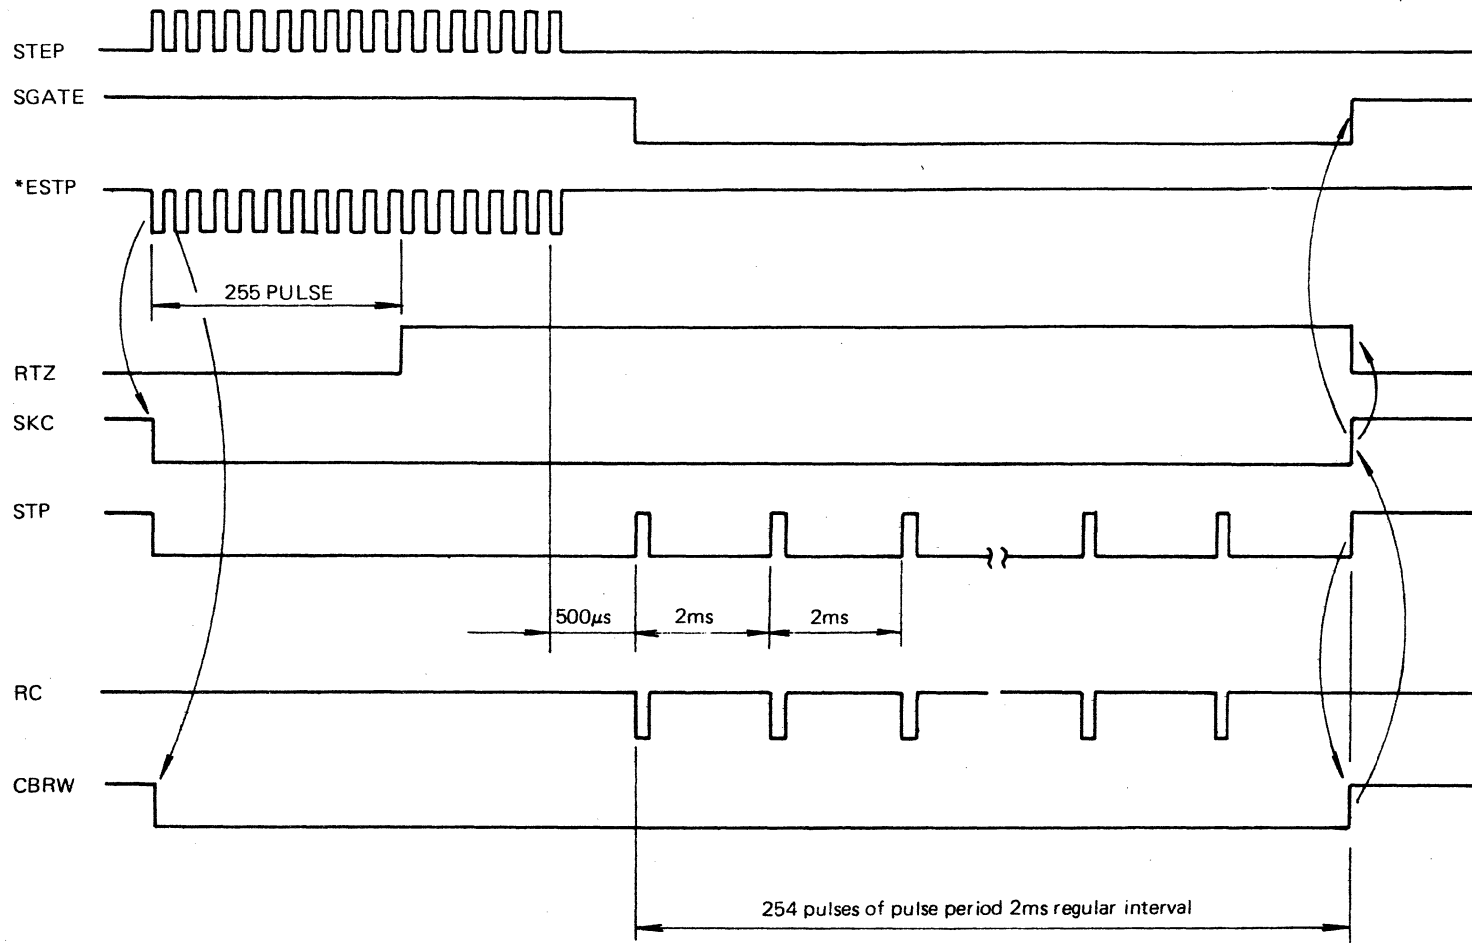 STEP
SGATE
*ESTP
255 PULSE
RTZ
SKC
STP
500µs
2ms
2ms
RC
CBRW
254 pulses of pulse period 2ms regular interval